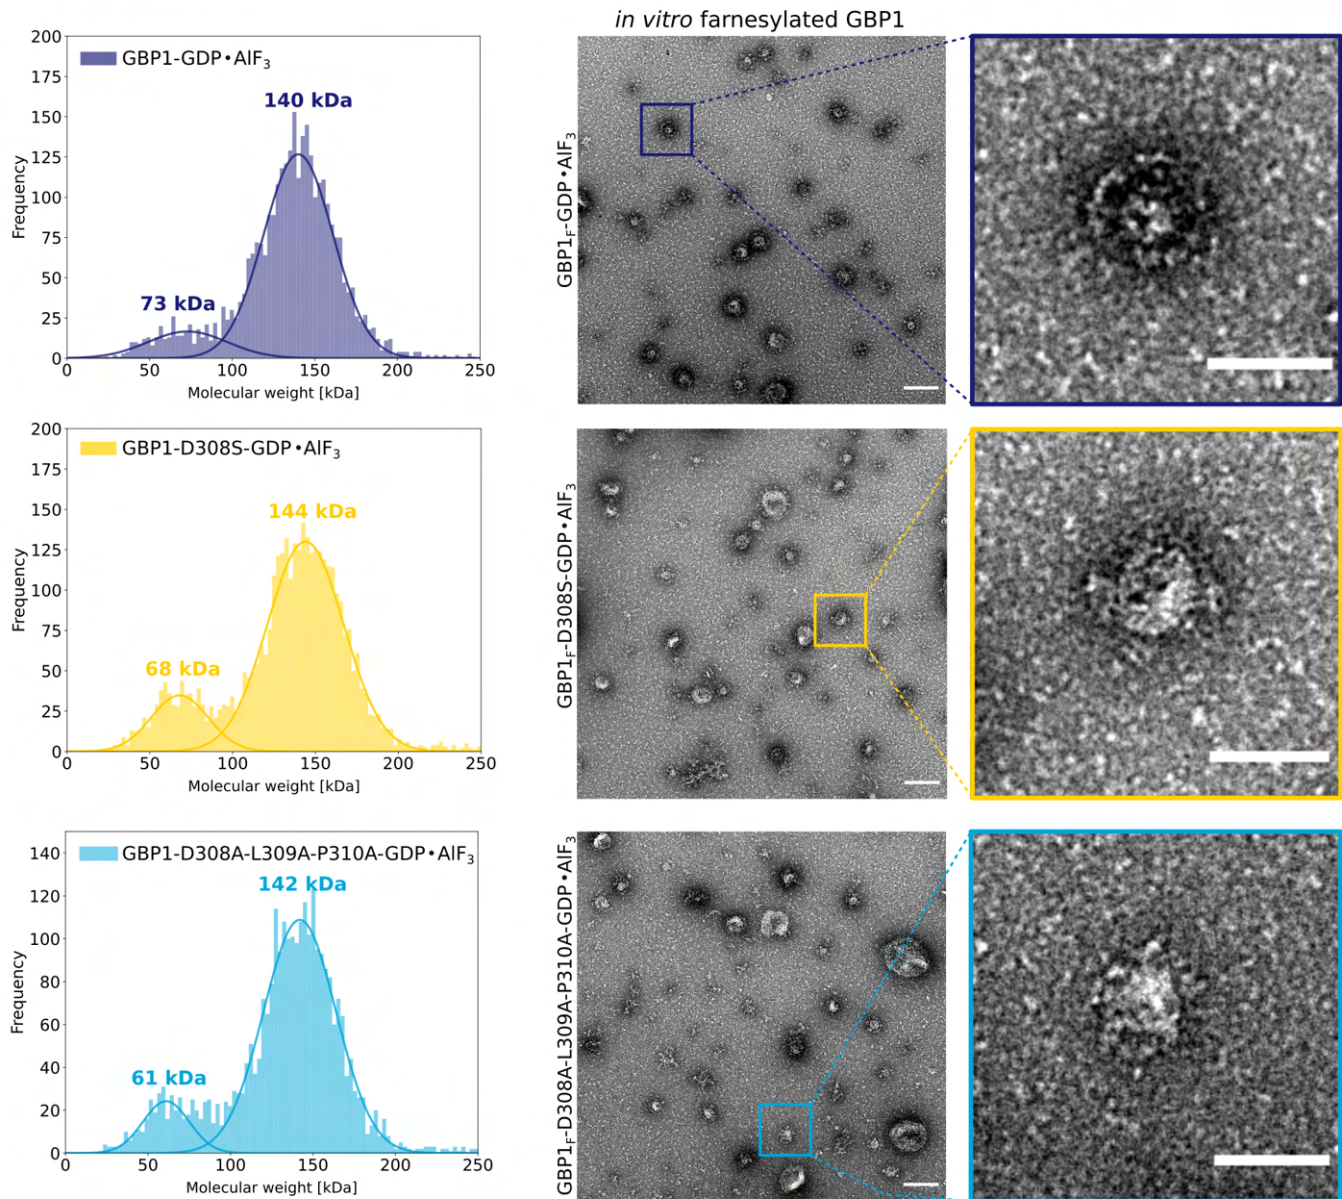 in vitro farnesylated GBP1
200
175
150
125
100
75
50
25
0
Frequency
GBP1-GDP•AlF₃
140 kDa
73 kDa
0 50 100 150 200 250
Molecular weight [kDa]
GBP1F-GDP•AlF₃
200
175
150
125
100
75
50
25
0
Frequency
GBP1-D308S-GDP•AlF₃
144 kDa
68 kDa
0 50 100 150 200 250
Molecular weight [kDa]
GBP1F-D308S-GDP•AlF₃
140
120
100
80
60
40
20
0
Frequency
GBP1-D308A-L309A-P310A-GDP•AlF₃
142 kDa
61 kDa
0 50 100 150 200 250
Molecular weight [kDa]
GBP1F-D308A-L309A-P310A-GDP•AlF₃